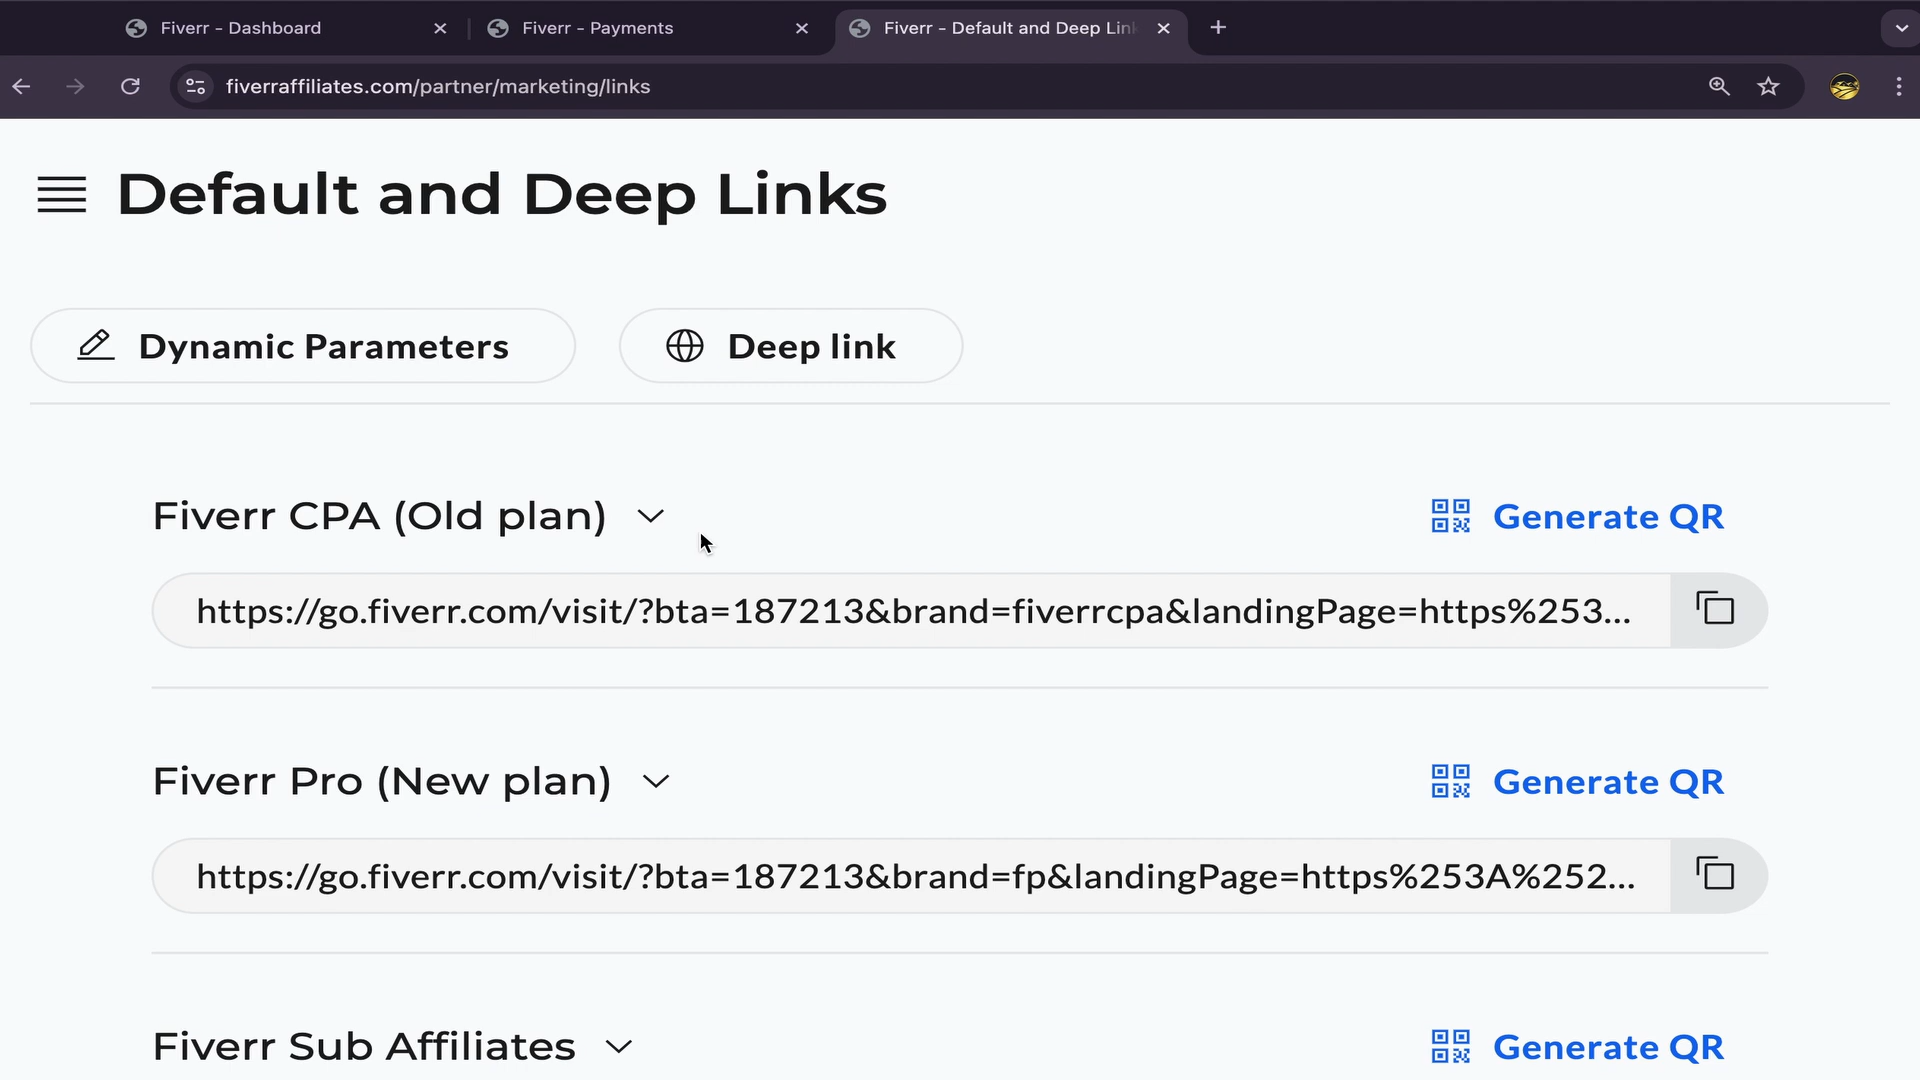 Fiverr - Dashboard
Fiverr - Payments
Fiverr - Default and Deep Lin
fiverraffiliates.com/partner/marketing/links
Default and Deep Links
Dynamic Parameters
Deep link
Fiverr CPA (Old plan)
Generate QR
https://go.fiverr.com/visit/?bta=187213&brand=fiverrcpa&landingPage=https%253...
Fiverr Pro (New plan)
Generate QR
https://go.fiverr.com/visit/?bta=187213&brand=fp&landingPage=https%253A%252...
Fiverr Sub Affiliates
Generate QR